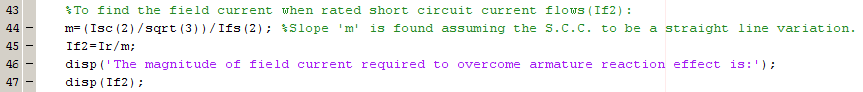 43 %To find the field current when rated short circuit current flows(If2):
44 – m=(Isc(2)/sqrt(3))/Ifs(2); %Slope 'm' is found assuming the S.C.C. to be a straight line variation.
45 – If2=Ir/m;
46 – disp('The magnitude of field current required to overcome armature reaction effect is:');
47 – disp(If2);